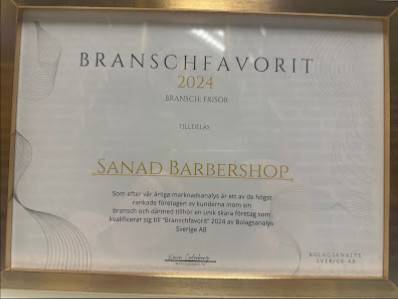 BRANSCHFAVORIT
2024
BRANSCH: FRISÖR
TILLDELAS
SANAD BARBERSHOP
Som efter vår årliga marknadsanalys är ett av de högst
rankade företagen av kunderna inom sin
bransch och därmed tillhör en unik skara företag som
kvalificerat sig till "Branschfavorit" 2024 av Bolagsanalys
Sverige AB
BOLAGSANALYS
SVERIGE AB